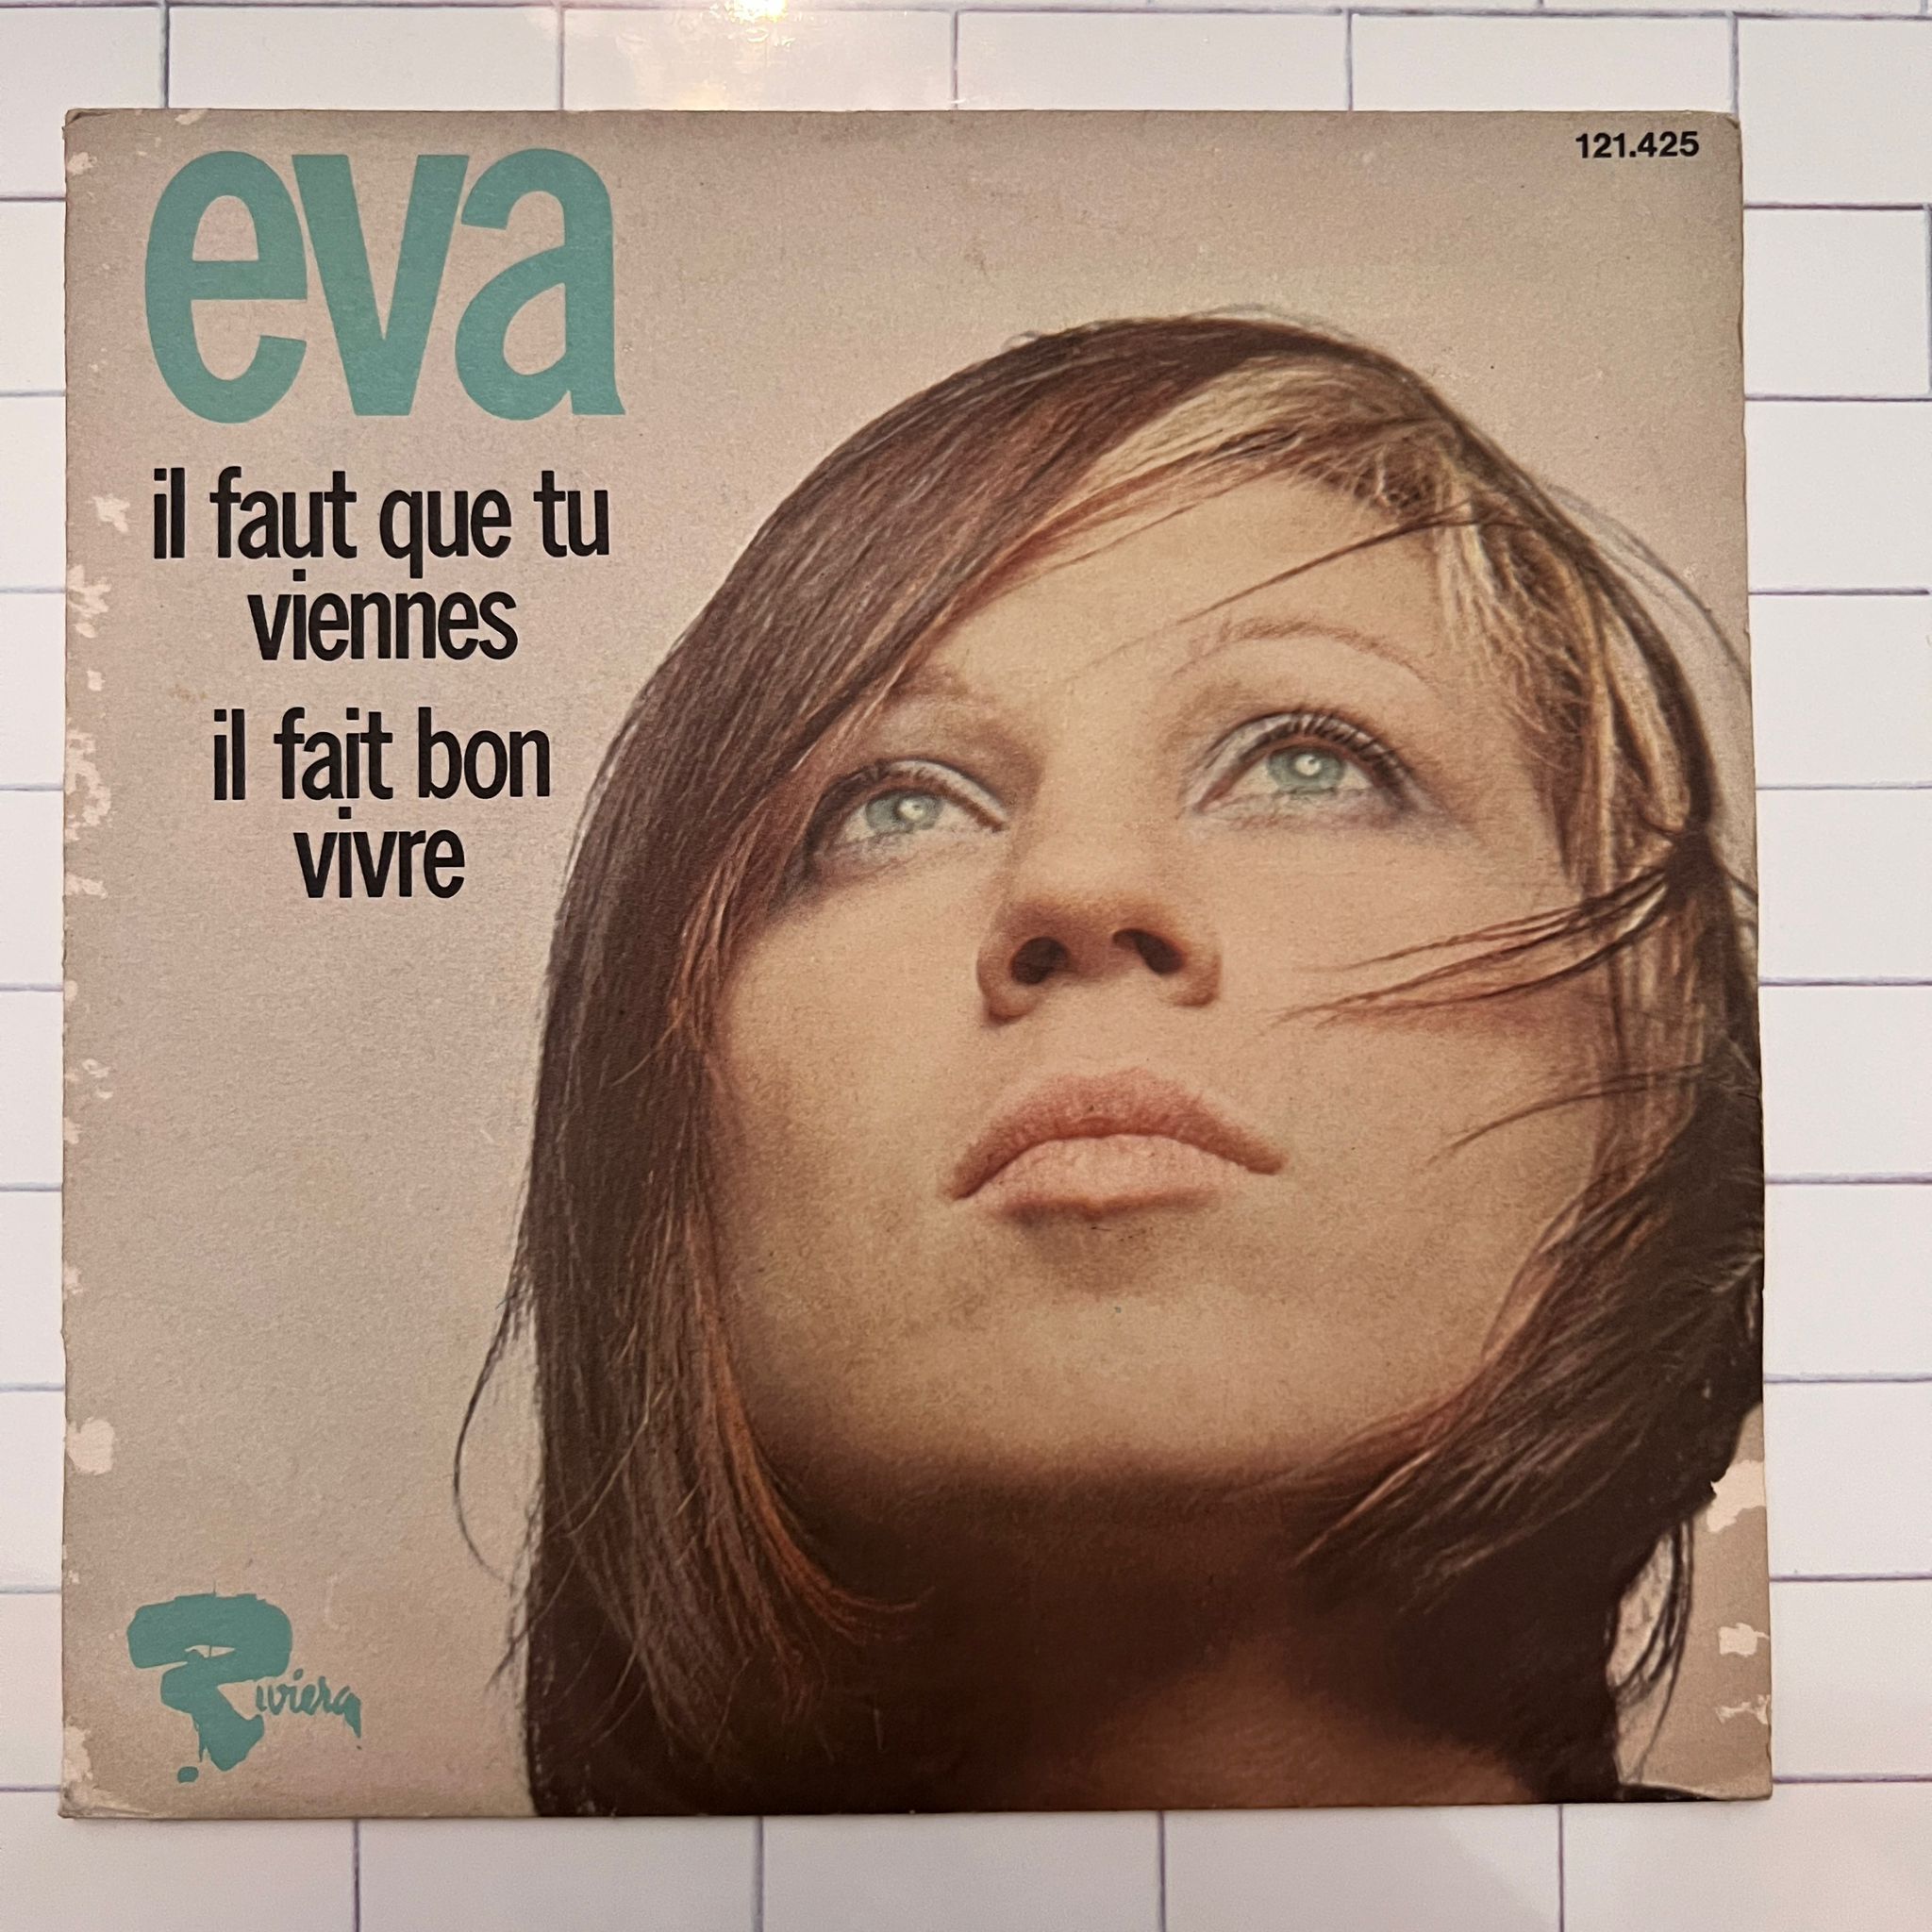 eva
121.425
il faut que tu
viennes
il fait bon
vivre
Riviera